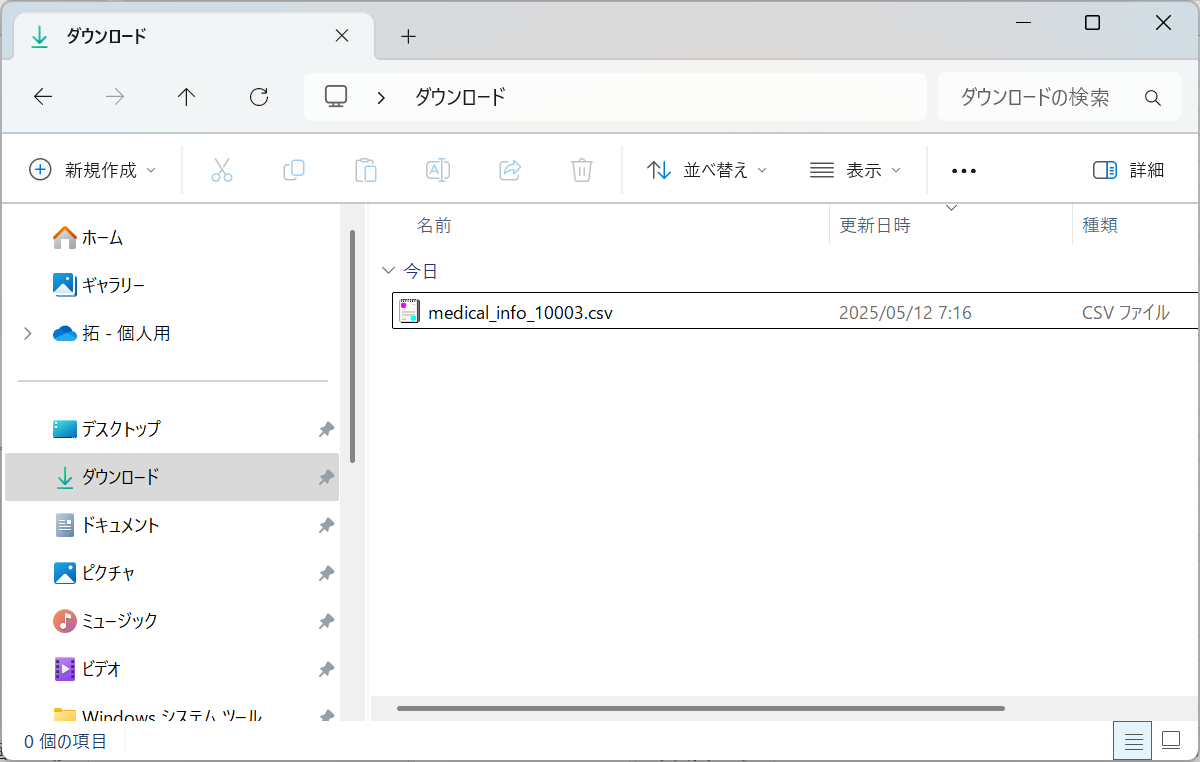 ダウンロード
ダウンロード
ダウンロードの検索
新規作成
並べ替え
表示
詳細
ホーム
ギャラリー
拓 - 個人用
デスクトップ
ダウンロード
ドキュメント
ピクチャ
ミュージック
ビデオ
Windows システム ツール
名前 更新日時 種類
今日
medical_info_10003.csv 2025/05/12 7:16 CSV ファイル
0 個の項目